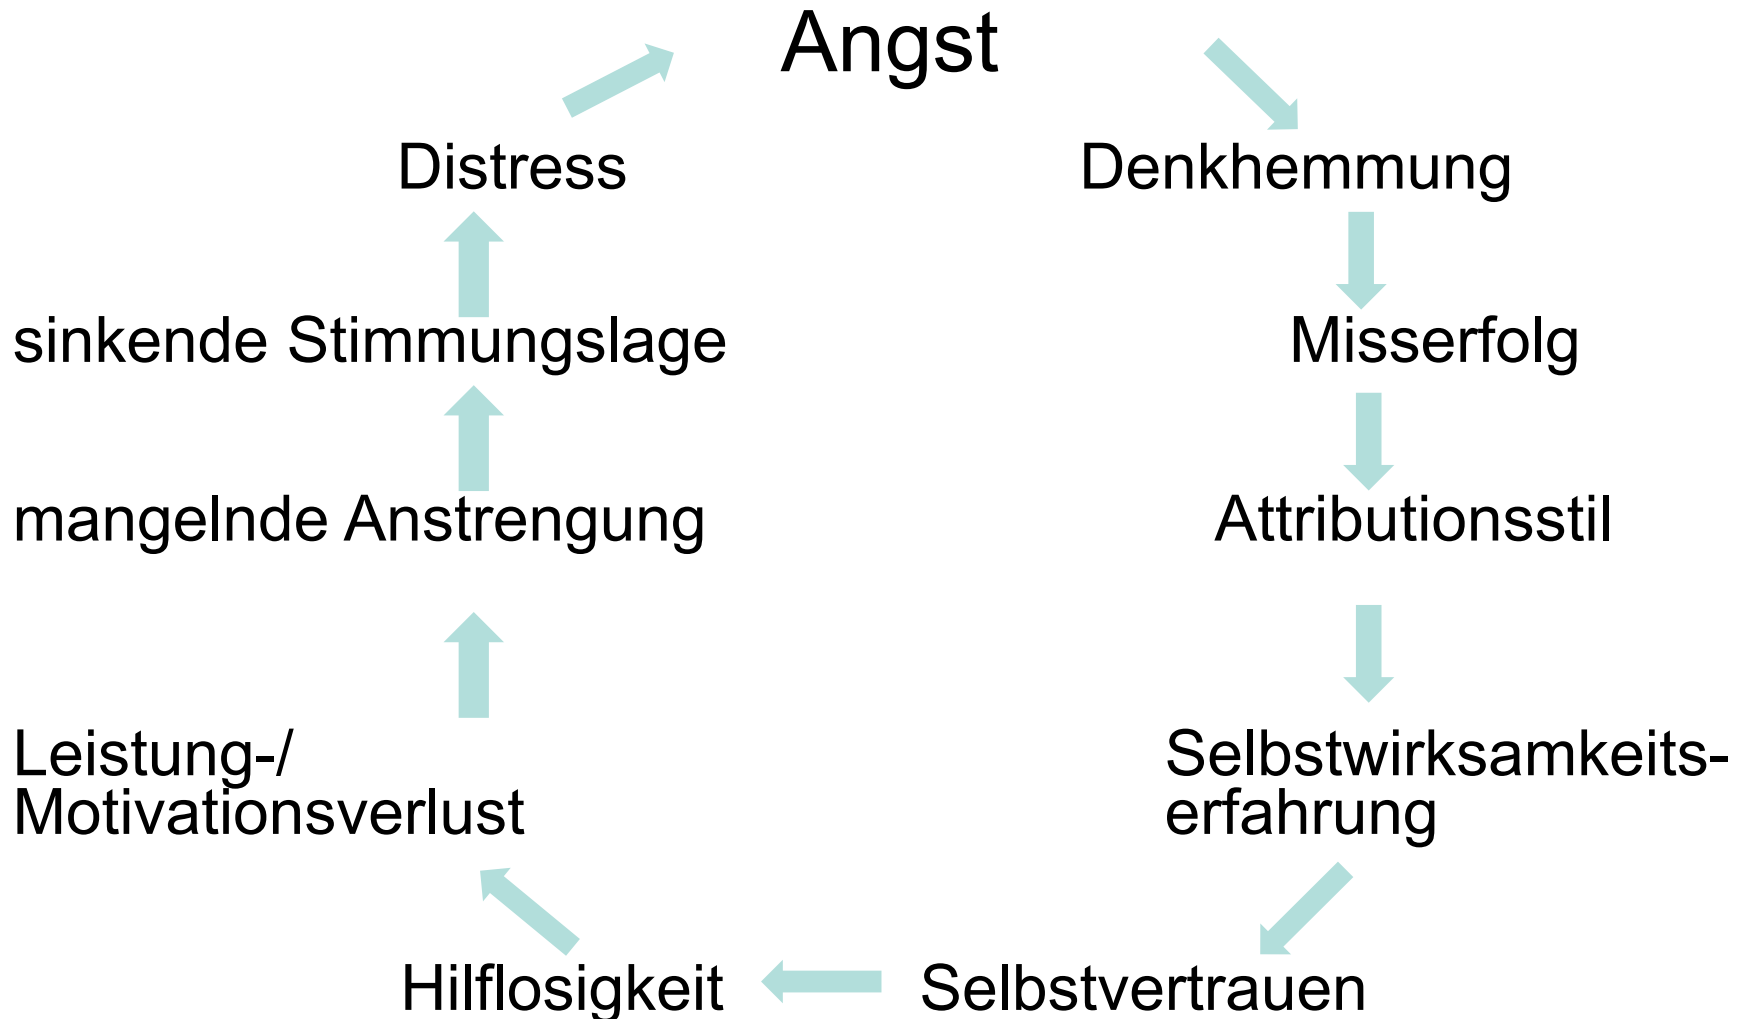 Angst
Distress
Denkhemmung
sinkende Stimmungslage
Misserfolg
mangelnde Anstrengung
Attributionsstil
Leistung-/
Motivationsverlust
Selbstwirksamkeits-
erfahrung
Hilflosigkeit
Selbstvertrauen